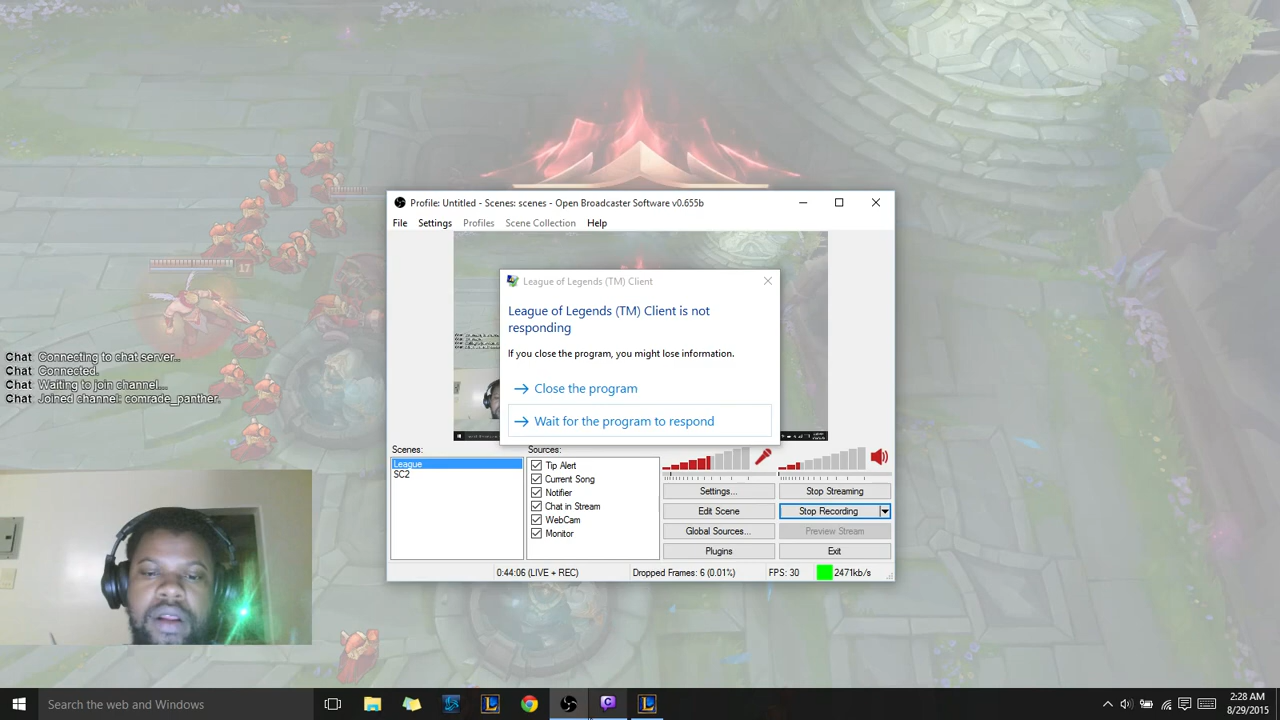 Profile: Untitled - Scenes: scenes - Open Broadcaster Software v0.655b
File Settings Profiles Scene Collection Help
17
League of Legends (TM) Client
League of Legends (TM) Client is not
responding
If you close the program, you might lose information.
Close the program
Wait for the program to respond
Chat Connecting to chat server...
Chat Connected.
Chat Waiting to join channel...
Chat Joined channel: comrade_panther.
Scenes:
League
SC2
Sources:
Tip Alert
Current Song
Notifier
Chat in Stream
WebCam
Monitor
Settings...
Stop Streaming
Edit Scene
Stop Recording
Global Sources...
Preview Stream
Plugins
Exit
0:44:06 (LIVE + REC)
Dropped Frames: 6 (0.01%)
FPS: 30
2471kb/s
Search the web and Windows
2:28 AM
8/29/2015